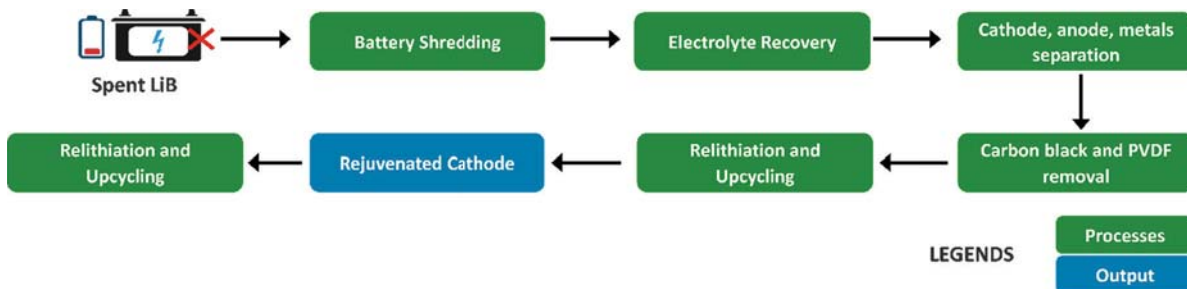 Spent LiB
Battery Shredding
Electrolyte Recovery
Cathode, anode, metals
separation
Carbon black and PVDF
removal
Relithiation and
Upcycling
Rejuvenated Cathode
Relithiation and
Upcycling
LEGENDS
Processes
Output